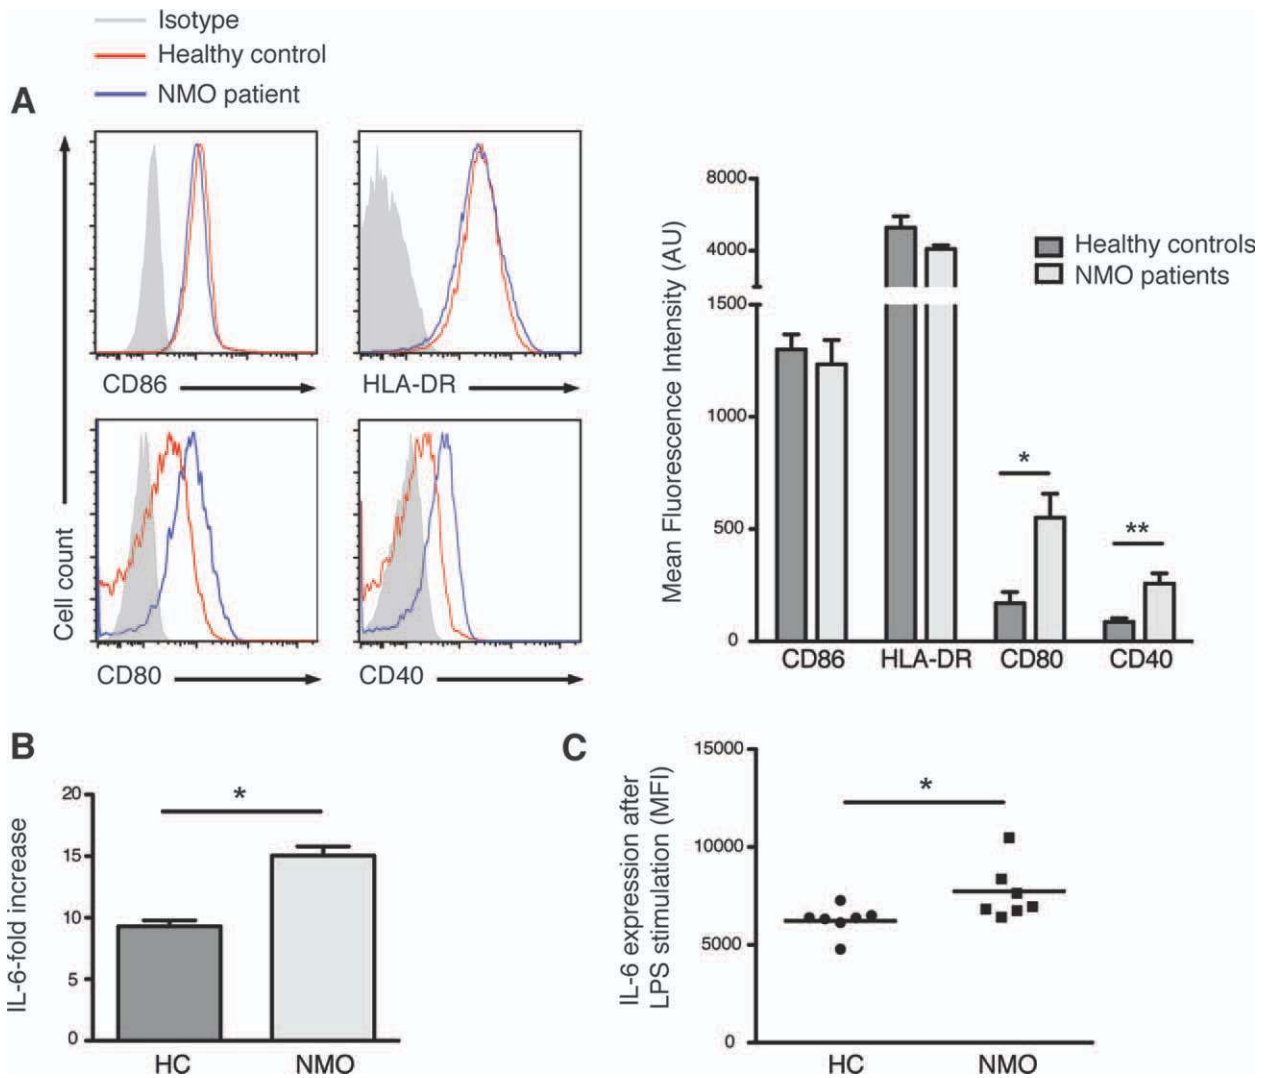 Isotype
Healthy control
NMO patient
A
Cell count
CD86
HLA-DR
CD80
CD40
Mean Fluorescence Intensity (AU)
8000
4000
1500
1000
500
0
Healthy controls
NMO patients
*
**
CD86
HLA-DR
CD80
CD40
B
IL-6-fold increase
20
15
10
5
0
*
HC
NMO
C
IL-6 expression after
LPS stimulation (MFI)
15000
10000
5000
0
*
HC
NMO